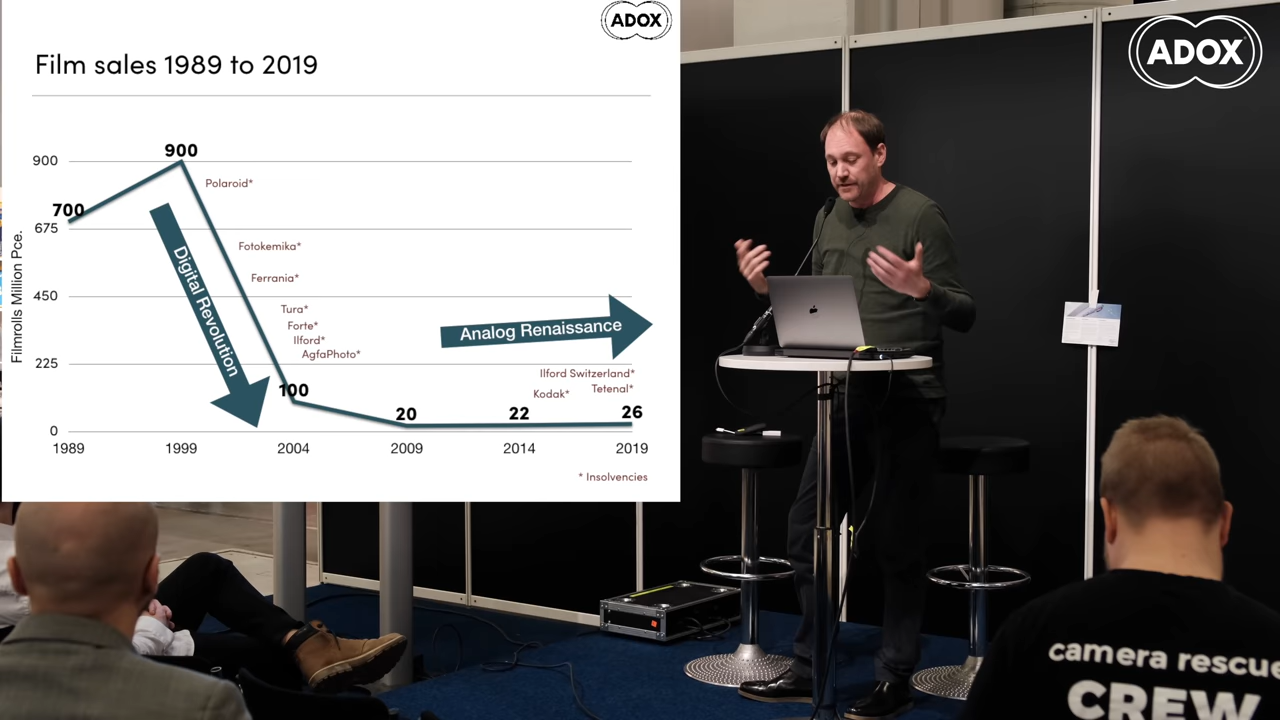 ADOX
Film sales 1989 to 2019
Filmrolls Million Pce.
900
675
450
225
0
1989
1999
2004
2009
2014
2019
700
900
100
20
22
26
Polaroid*
Fotokemika*
Ferrania*
Tura*
Forte*
Ilford*
AgfaPhoto*
Digital Revolution
Analog Renaissance
Ilford Switzerland*
Tetenal*
Kodak*
* Insolvencies
ADOX
camera rescue
CREW